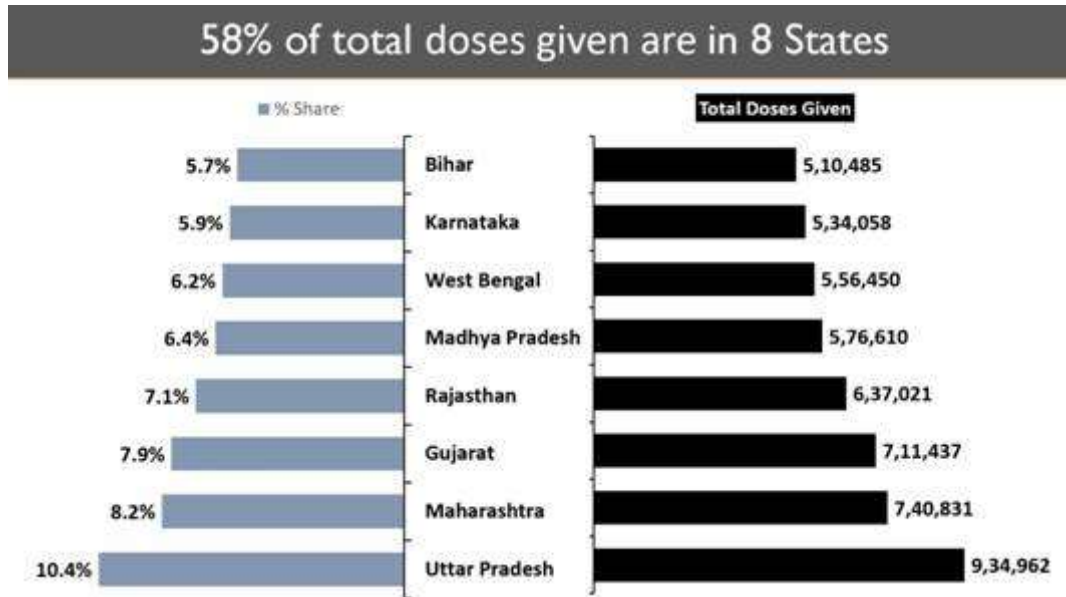 58% of total doses given are in 8 States
% Share Total Doses Given
5.7% Bihar 5,10,485
5.9% Karnataka 5,34,058
6.2% West Bengal 5,56,450
6.4% Madhya Pradesh 5,76,610
7.1% Rajasthan 6,37,021
7.9% Gujarat 7,11,437
8.2% Maharashtra 7,40,831
10.4% Uttar Pradesh 9,34,962